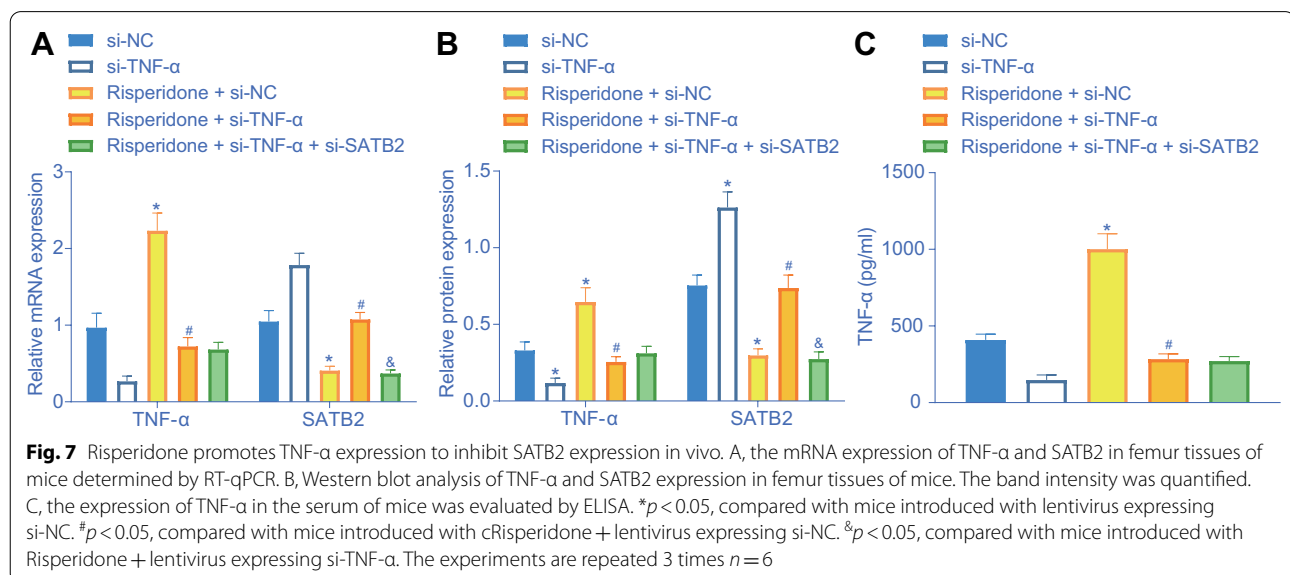 A
si-NC
si-TNF-α
Risperidone + si-NC
Risperidone + si-TNF-α
Risperidone + si-TNF-α + si-SATB2
Relative mRNA expression
3
2
1
0
*
#
*
#
&
TNF-α
SATB2
B
si-NC
si-TNF-α
Risperidone + si-NC
Risperidone + si-TNF-α
Risperidone + si-TNF-α + si-SATB2
Relative protein expression
1.5
1.0
0.5
0.0
*
*
#
*
*
#
&
TNF-α
SATB2
C
si-NC
si-TNF-α
Risperidone + si-NC
Risperidone + si-TNF-α
Risperidone + si-TNF-α + si-SATB2
TNF-α (pg/ml)
1500
1000
500
0
*
#
Fig. 7 Risperidone promotes TNF-α expression to inhibit SATB2 expression in vivo. A, the mRNA expression of TNF-α and SATB2 in femur tissues of
mice determined by RT-qPCR. B, Western blot analysis of TNF-α and SATB2 expression in femur tissues of mice. The band intensity was quantified.
C, the expression of TNF-α in the serum of mice was evaluated by ELISA. *p < 0.05, compared with mice introduced with lentivirus expressing
si-NC. #p < 0.05, compared with mice introduced with cRisperidone + lentivirus expressing si-NC. &p < 0.05, compared with mice introduced with
Risperidone + lentivirus expressing si-TNF-α. The experiments are repeated 3 times n = 6